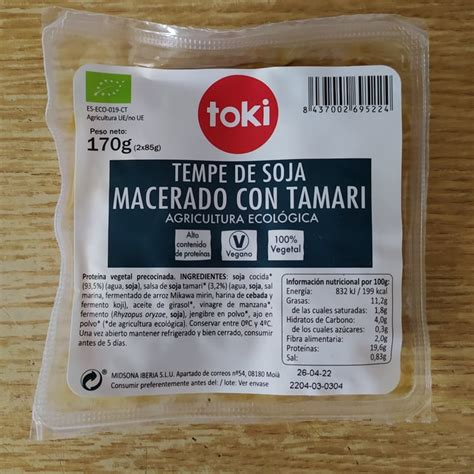 ES-ECO-019-CT
Agricultura UE/no UE
toki
8 437002 695224
Peso neto:
170g (2x85g)
TEMPE DE SOJA
MACERADO CON TAMARI
AGRICULTURA ECOLÓGICA
Alto
contenido
de proteínas
V
Vegano
100%
Vegetal
Proteína vegetal precocinada. INGREDIENTES: soja cocida*
(93,5%) (agua, soja), salsa de soja tamari* (3,2%) (agua, soja, sal
marina, fermentado de arroz Mikawa mirin, harina de cebada y
fermento koji), aceite de girasol*, vinagre de manzana*,
fermento (Rhyzopus oryzae, soja), jengibre en polvo*, ajo en
polvo* (*de agricultura ecológica). Conservar entre 0ºC y 4ºC.
Una vez abierto mantener refrigerado y bien cerrado, consumir
antes de 5 días.
Información nutricional por 100g:
Energía: 832 kJ / 199 kcal
Grasas: 11,2g
de las cuales saturadas: 1,8g
Hidratos de Carbono: 4,0g
de los cuales azúcares: 0,3g
Fibra alimentaria: 2,0g
Proteínas: 19,6g
Sal: 0,83g
MIDSONA IBERIA S.L.U. Apartado de correos nº54, 08180 Moià
Consumir preferentemente antes del: / lote: Ver envase
26-04-22
2204-03-0304